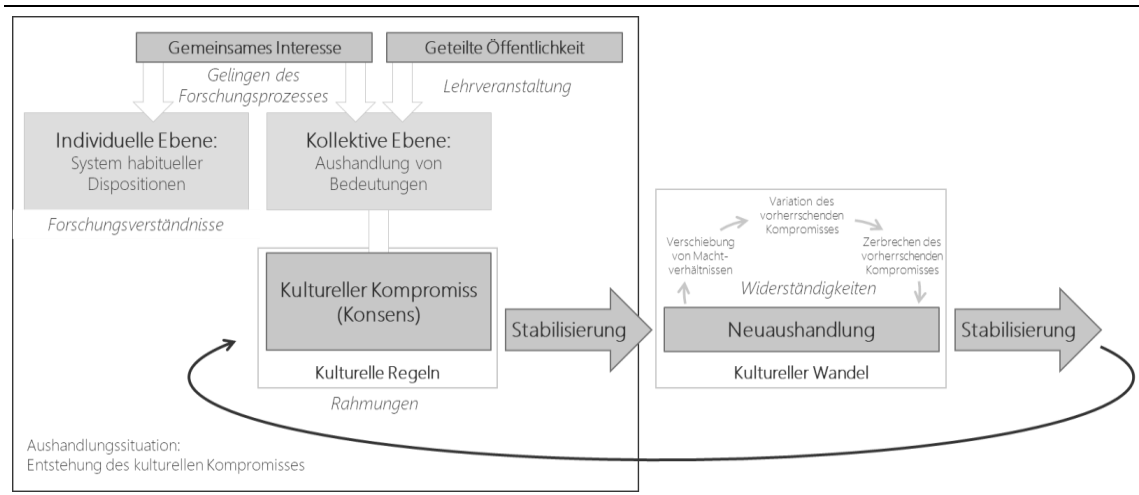 Gemeinsames Interesse
Geteilte Öffentlichkeit
Gelingen des
Forschungsprozesses
Lehrveranstaltung
Individuelle Ebene:
System habitueller
Dispositionen
Kollektive Ebene:
Aushandlung von
Bedeutungen
Forschungsverständnisse
Kultureller Kompromiss
(Konsens)
Kulturelle Regeln
Rahmungen
Stabilisierung
Variation des
vorherrschenden
Kompromisses
Verschiebung
von Macht-
verhältnissen
Zerbrechen des
vorherrschenden
Kompromisses
Widerständigkeiten
Neuaushandlung
Kultureller Wandel
Stabilisierung
Aushandlungssituation:
Entstehung des kulturellen Kompromisses